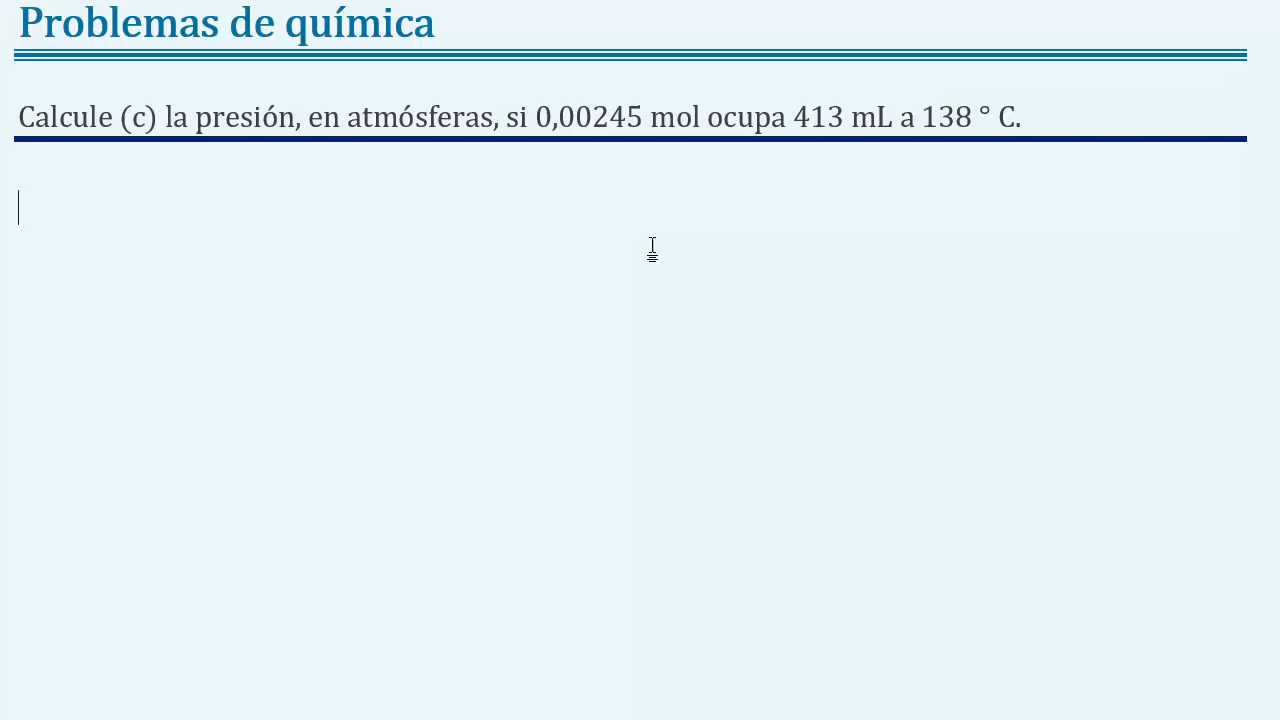 Problemas de química
Calcule (c) la presión, en atmósferas, si 0,00245 mol ocupa 413 mL a 138 ° C.